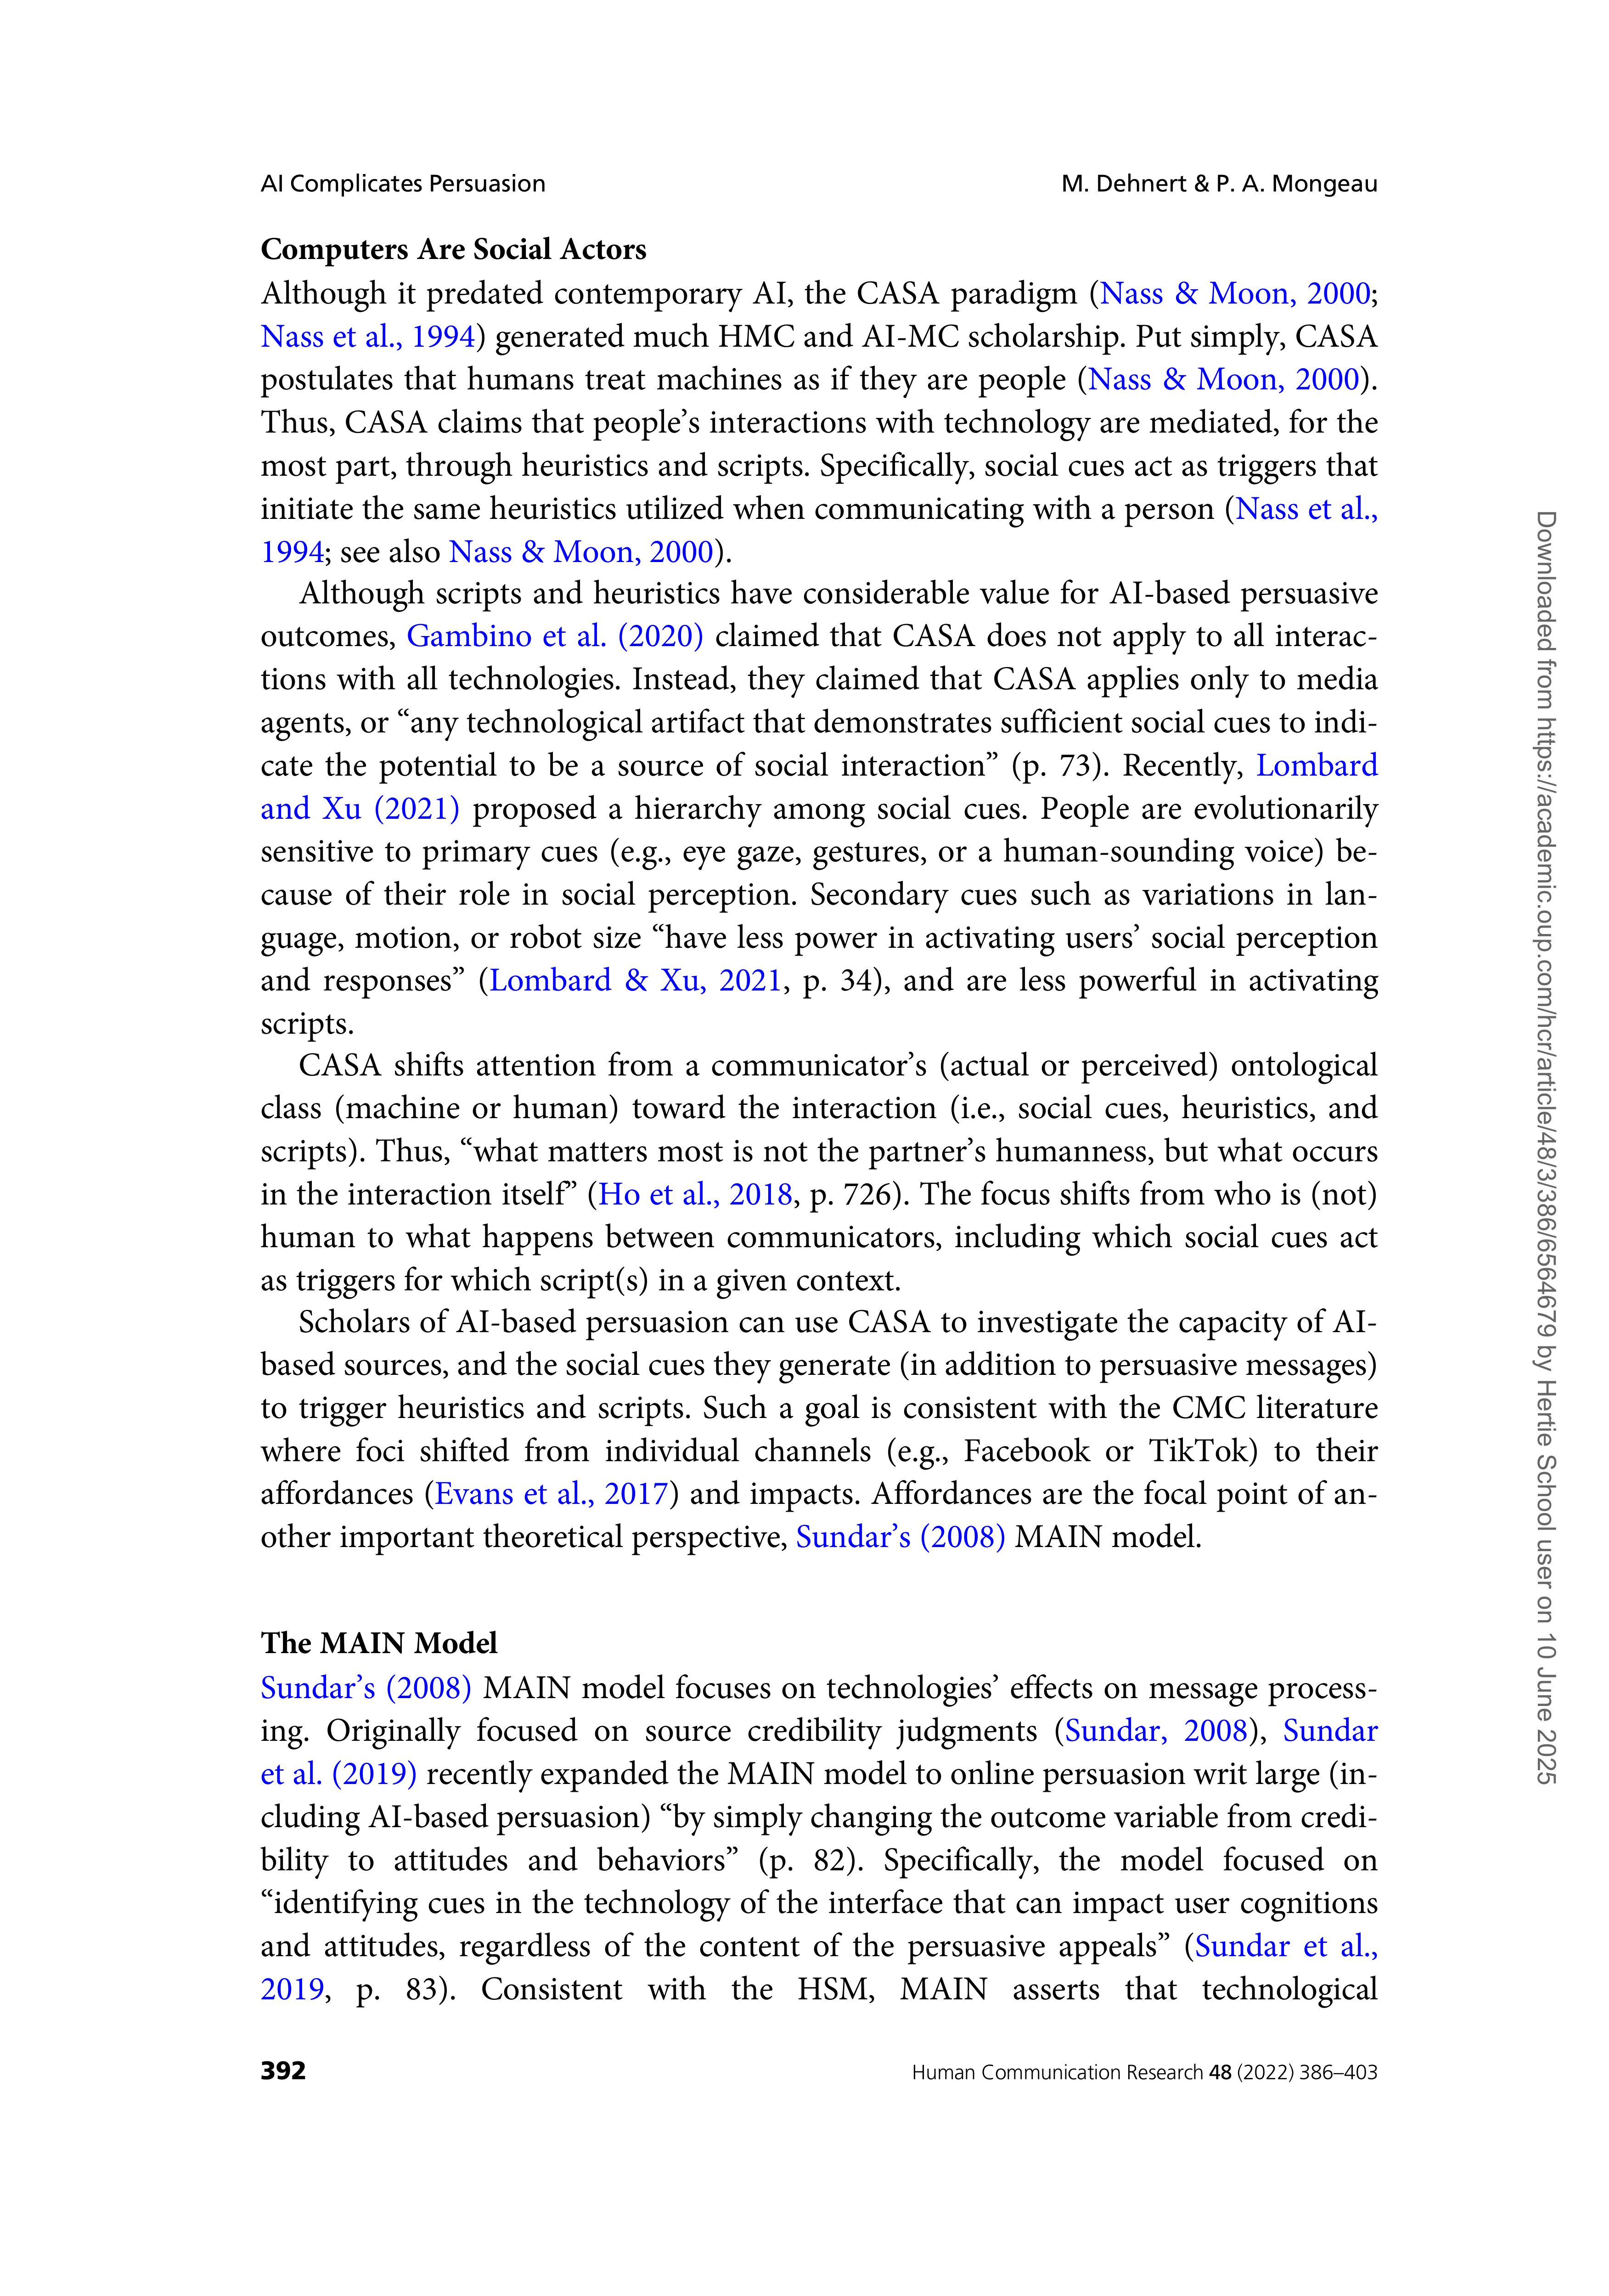 AI Complicates Persuasion
M. Dehnert & P. A. Mongeau
Computers Are Social Actors
Although it predated contemporary AI, the CASA paradigm (Nass & Moon, 2000;
Nass et al., 1994) generated much HMC and AI-MC scholarship. Put simply, CASA
postulates that humans treat machines as if they are people (Nass & Moon, 2000).
Thus, CASA claims that people’s interactions with technology are mediated, for the
most part, through heuristics and scripts. Specifically, social cues act as triggers that
initiate the same heuristics utilized when communicating with a person (Nass et al.,
1994; see also Nass & Moon, 2000).
Although scripts and heuristics have considerable value for AI-based persuasive
outcomes, Gambino et al. (2020) claimed that CASA does not apply to all interac-
tions with all technologies. Instead, they claimed that CASA applies only to media
agents, or “any technological artifact that demonstrates sufficient social cues to indi-
cate the potential to be a source of social interaction” (p. 73). Recently, Lombard
and Xu (2021) proposed a hierarchy among social cues. People are evolutionarily
sensitive to primary cues (e.g., eye gaze, gestures, or a human-sounding voice) be-
cause of their role in social perception. Secondary cues such as variations in lan-
guage, motion, or robot size “have less power in activating users’ social perception
and responses” (Lombard & Xu, 2021, p. 34), and are less powerful in activating
scripts.
CASA shifts attention from a communicator’s (actual or perceived) ontological
class (machine or human) toward the interaction (i.e., social cues, heuristics, and
scripts). Thus, “what matters most is not the partner’s humanness, but what occurs
in the interaction itself” (Ho et al., 2018, p. 726). The focus shifts from who is (not)
human to what happens between communicators, including which social cues act
as triggers for which script(s) in a given context.
Scholars of AI-based persuasion can use CASA to investigate the capacity of AI-
based sources, and the social cues they generate (in addition to persuasive messages)
to trigger heuristics and scripts. Such a goal is consistent with the CMC literature
where foci shifted from individual channels (e.g., Facebook or TikTok) to their
affordances (Evans et al., 2017) and impacts. Affordances are the focal point of an-
other important theoretical perspective, Sundar’s (2008) MAIN model.
The MAIN Model
Sundar’s (2008) MAIN model focuses on technologies’ effects on message process-
ing. Originally focused on source credibility judgments (Sundar, 2008), Sundar
et al. (2019) recently expanded the MAIN model to online persuasion writ large (in-
cluding AI-based persuasion) “by simply changing the outcome variable from credi-
bility to attitudes and behaviors” (p. 82). Specifically, the model focused on
“identifying cues in the technology of the interface that can impact user cognitions
and attitudes, regardless of the content of the persuasive appeals” (Sundar et al.,
2019, p. 83). Consistent with the HSM, MAIN asserts that technological
392
Human Communication Research 48 (2022) 386–403
Downloaded from https://academic.oup.com/hcr/article/48/3/386/6564679 by Hertie School user on 10 June 2025